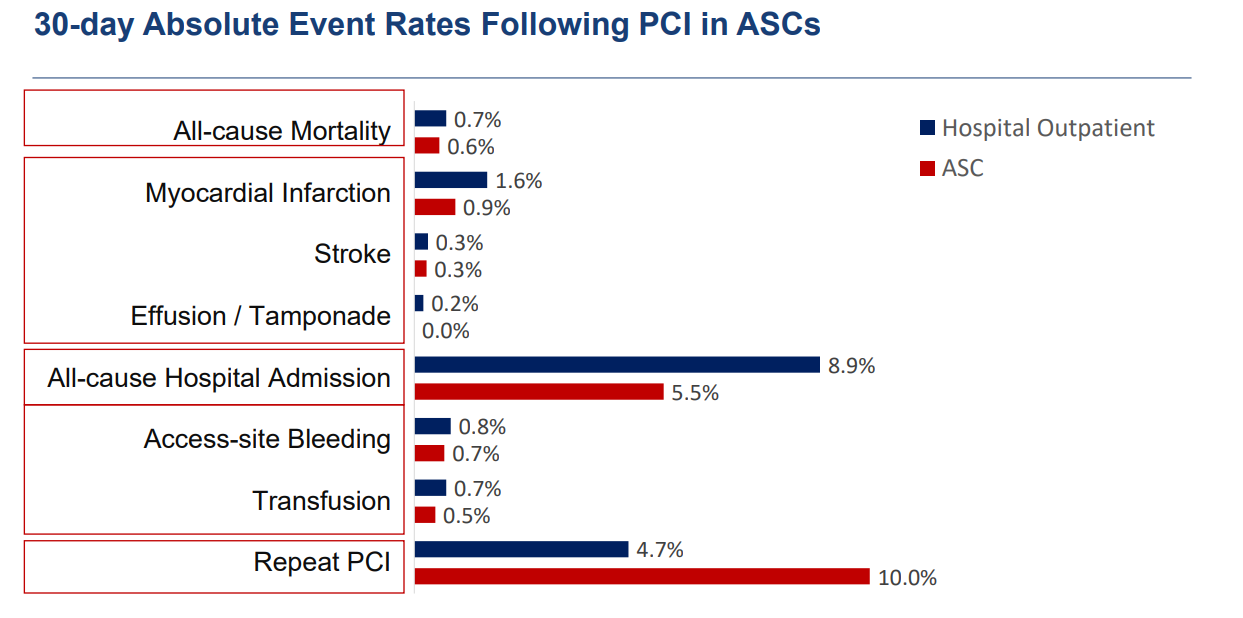 30-day Absolute Event Rates Following PCI in ASCs
All-cause Mortality
0.7%
0.6%
Hospital Outpatient
ASC
Myocardial Infarction
1.6%
0.9%
Stroke
0.3%
0.3%
Effusion / Tamponade
0.2%
0.0%
All-cause Hospital Admission
8.9%
5.5%
Access-site Bleeding
0.8%
0.7%
Transfusion
0.7%
0.5%
Repeat PCI
4.7%
10.0%